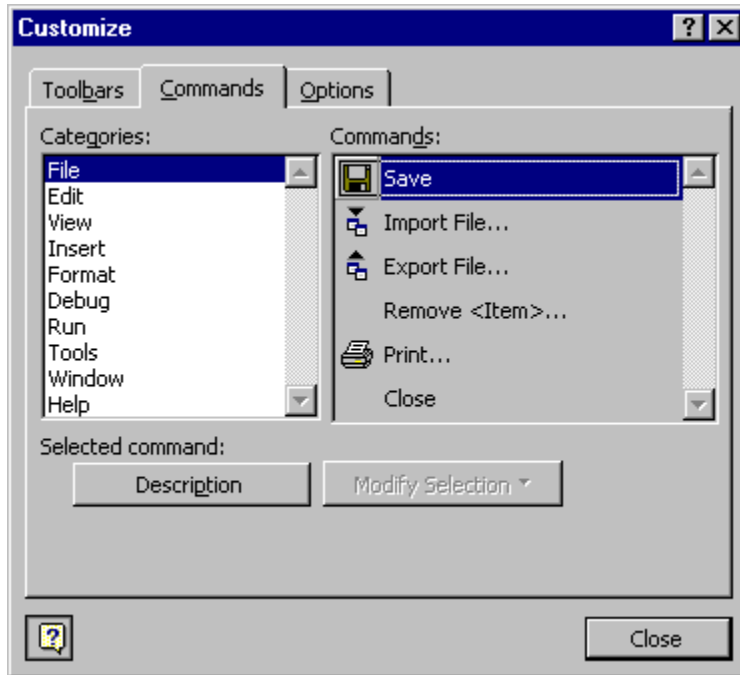 Customize
Toolbars
Commands
Options
Categories:
File
Edit
View
Insert
Format
Debug
Run
Tools
Window
Help
Commands:
Save
Import File...
Export File...
Remove <Item>...
Print...
Close
Selected command:
Description
Modify Selection
Close